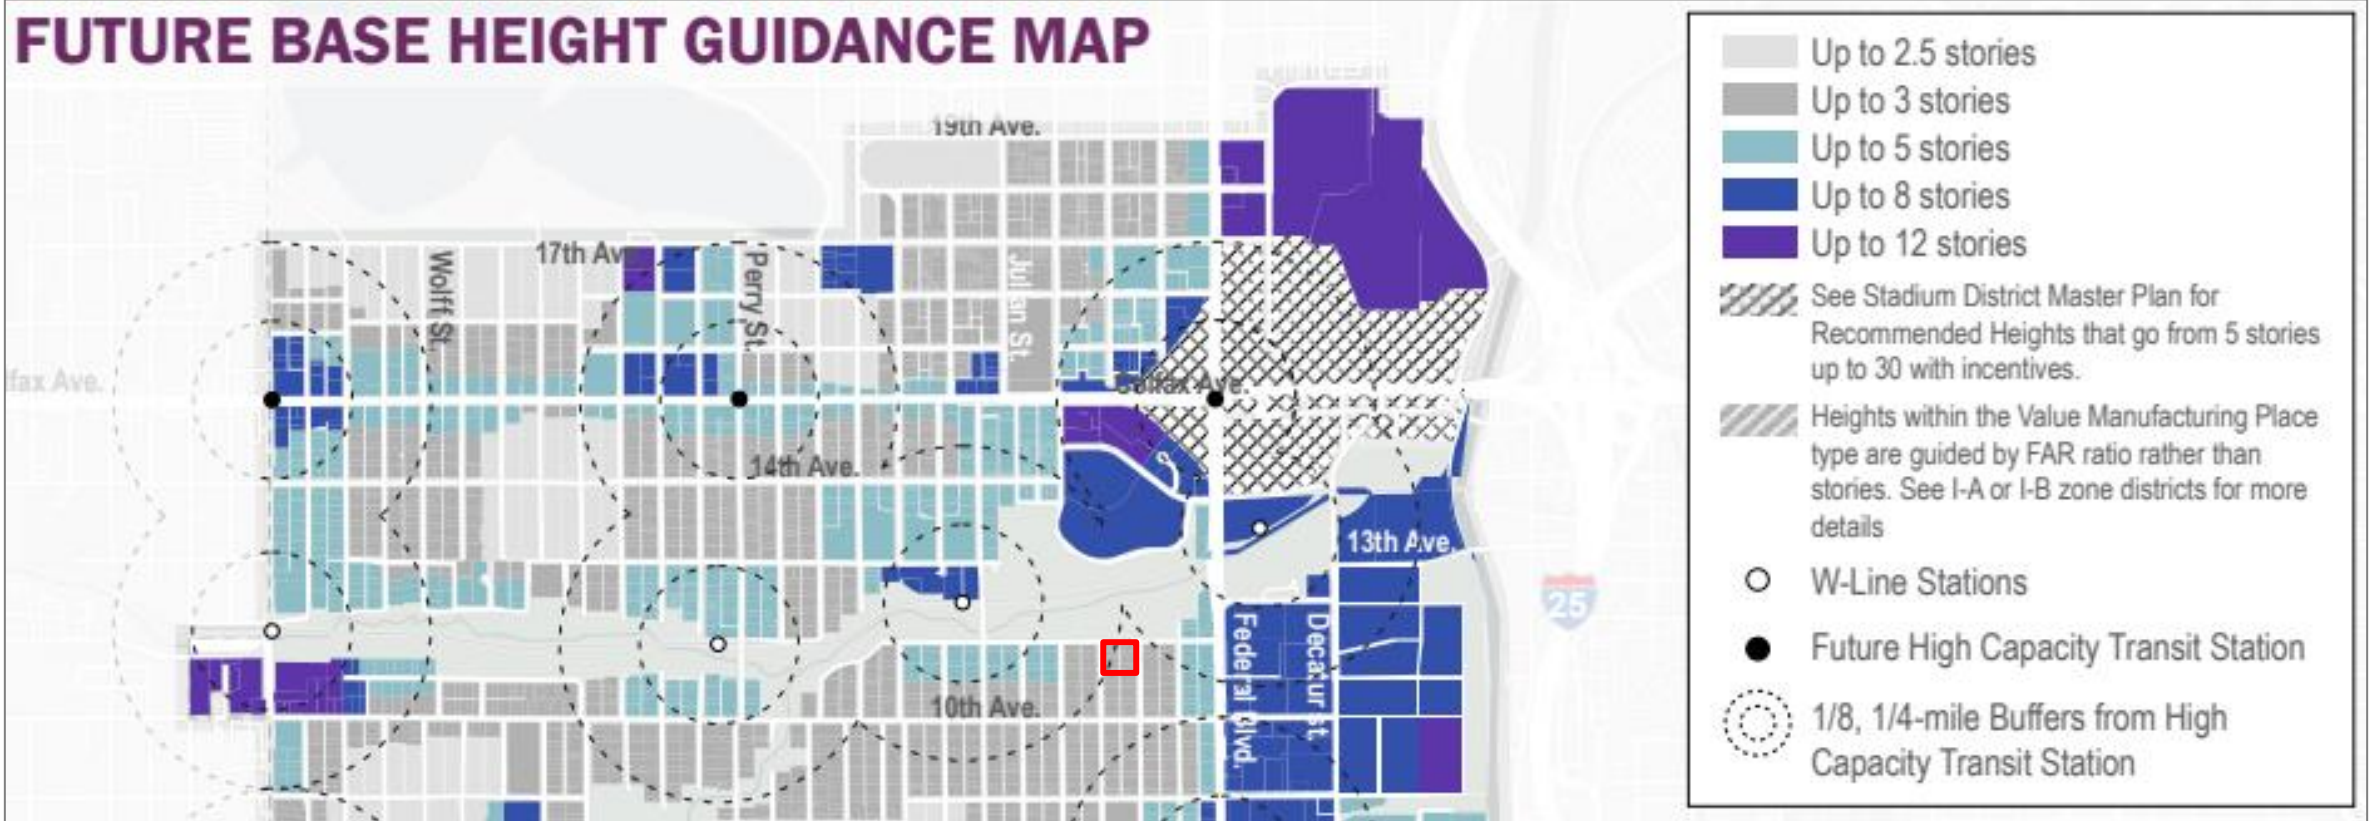 FUTURE BASE HEIGHT GUIDANCE MAP
19th Ave.
17th Av
Wolff St.
Perry St.
Julian St.
lfax Ave.
Colfax Ave.
14th Ave.
13th Ave.
10th Ave.
Federal Blvd.
Decatur St.
25
Up to 2.5 stories
Up to 3 stories
Up to 5 stories
Up to 8 stories
Up to 12 stories
See Stadium District Master Plan for
Recommended Heights that go from 5 stories
up to 30 with incentives.
Heights within the Value Manufacturing Place
type are guided by FAR ratio rather than
stories. See I-A or I-B zone districts for more
details
W-Line Stations
Future High Capacity Transit Station
1/8, 1/4-mile Buffers from High
Capacity Transit Station